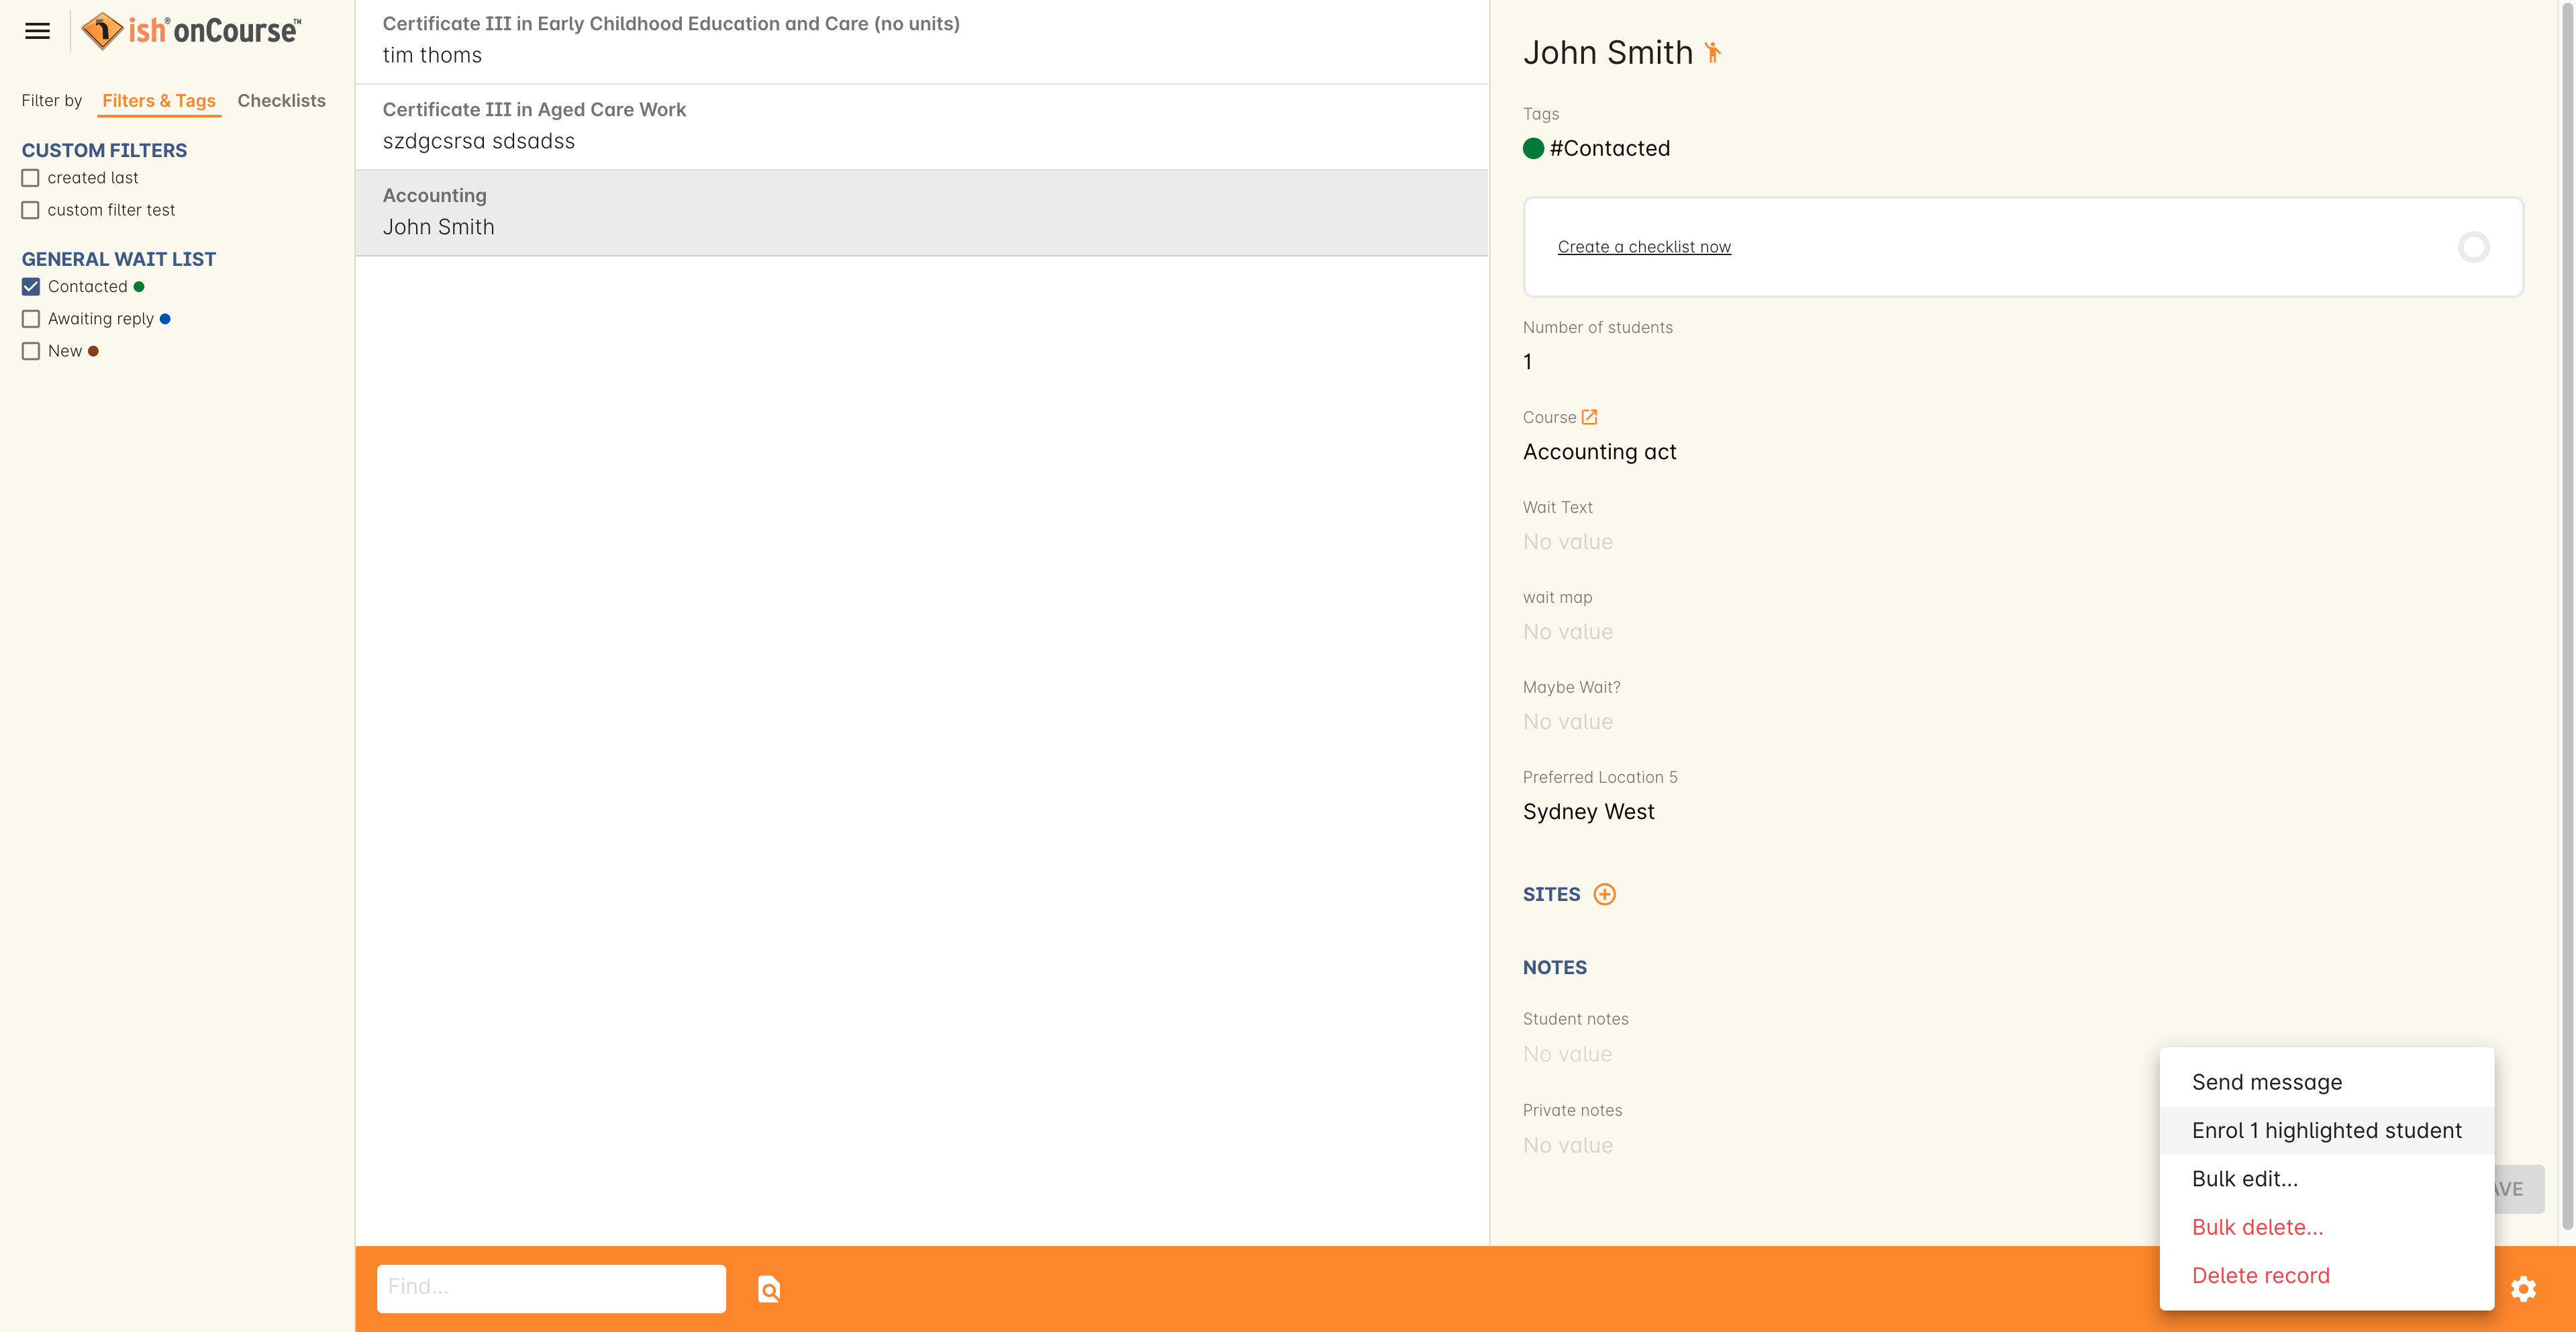 ish® onCourse™
Filter by Filters & Tags Checklists
CUSTOM FILTERS
created last
custom filter test
GENERAL WAIT LIST
Contacted
Awaiting reply
New
Certificate III in Early Childhood Education and Care (no units)
tim thoms
Certificate III in Aged Care Work
szdgcsrsa sdsadss
Accounting
John Smith
Find...
John Smith
Tags
#Contacted
Create a checklist now
Number of students
1
Course
Accounting act
Wait Text
No value
wait map
No value
Maybe Wait?
No value
Preferred Location 5
Sydney West
SITES
NOTES
Student notes
No value
Private notes
No value
Send message
Enrol 1 highlighted student
Bulk edit...
Bulk delete...
Delete record